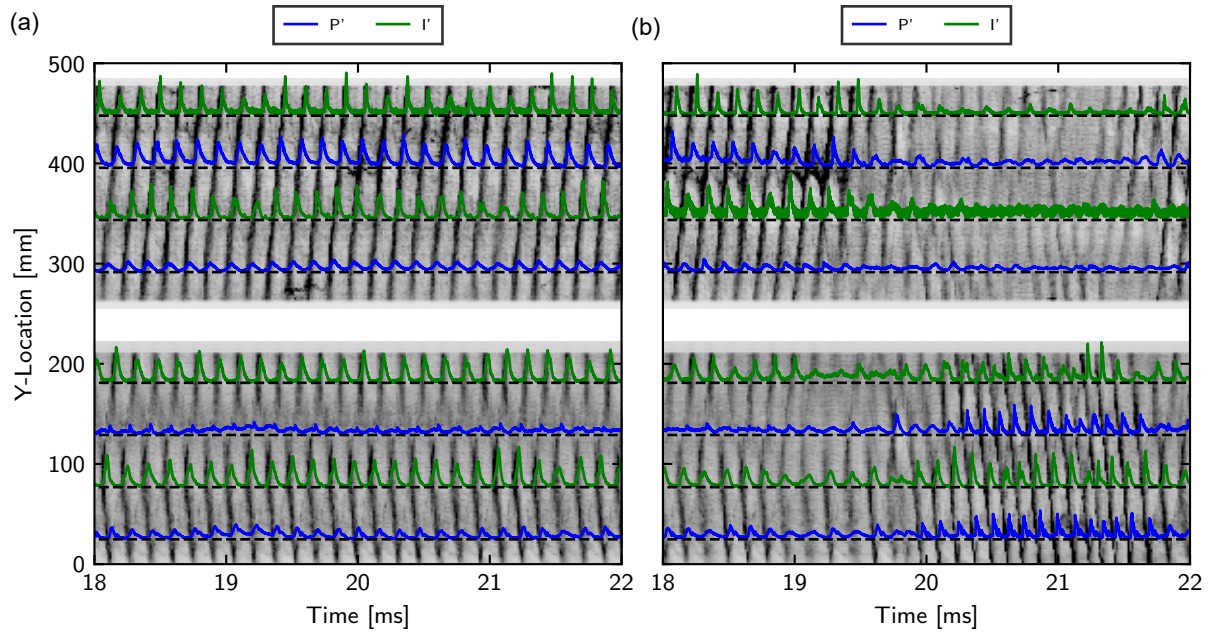 (a)
P' I'
(b)
P' I'
Y-Location [mm]
500
400
300
200
100
0
18 19 20 21 22
Time [ms]
18 19 20 21 22
Time [ms]